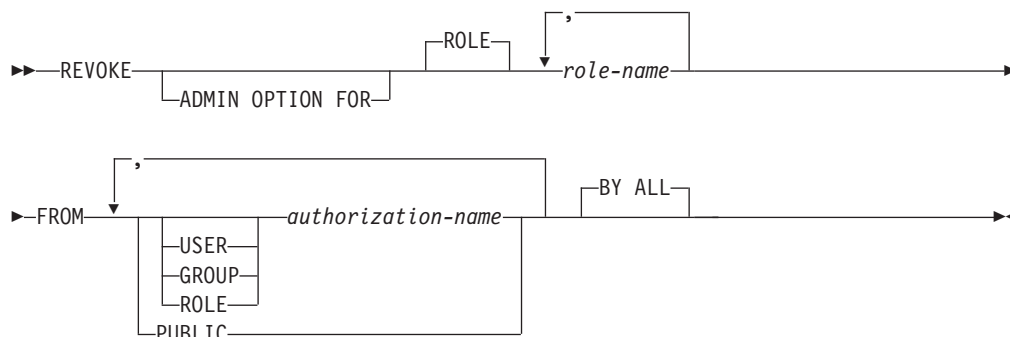 ,
ROLE
REVOKE role-name
ADMIN OPTION FOR
,
BY ALL
FROM authorization-name
USER
GROUP
ROLE
PUBLIC